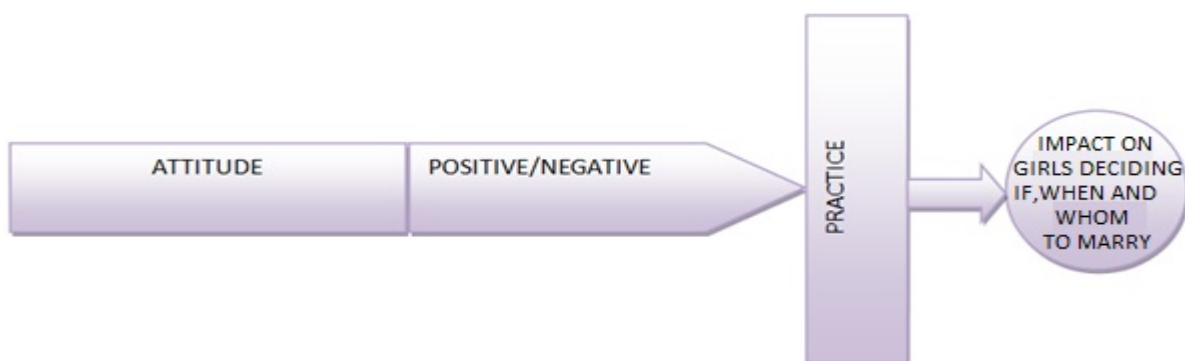 ATTITUDE
POSITIVE/NEGATIVE
PRACTICE
IMPACT ON
GIRLS DECIDING
IF,WHEN AND
WHOM
TO MARRY